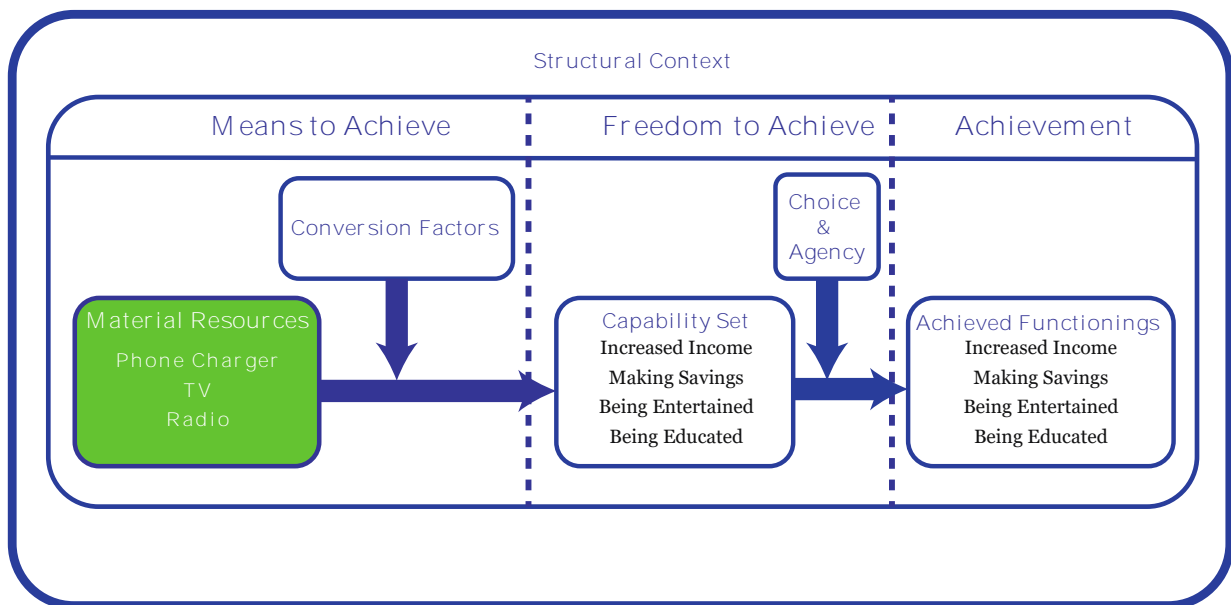 Structural Context
Means to Achieve
Freedom to Achieve
Achievement
Conversion Factors
Choice
&
Agency
Material Resources
Phone Charger
TV
Radio
Capability Set
Increased Income
Making Savings
Being Entertained
Being Educated
Achieved Functionings
Increased Income
Making Savings
Being Entertained
Being Educated